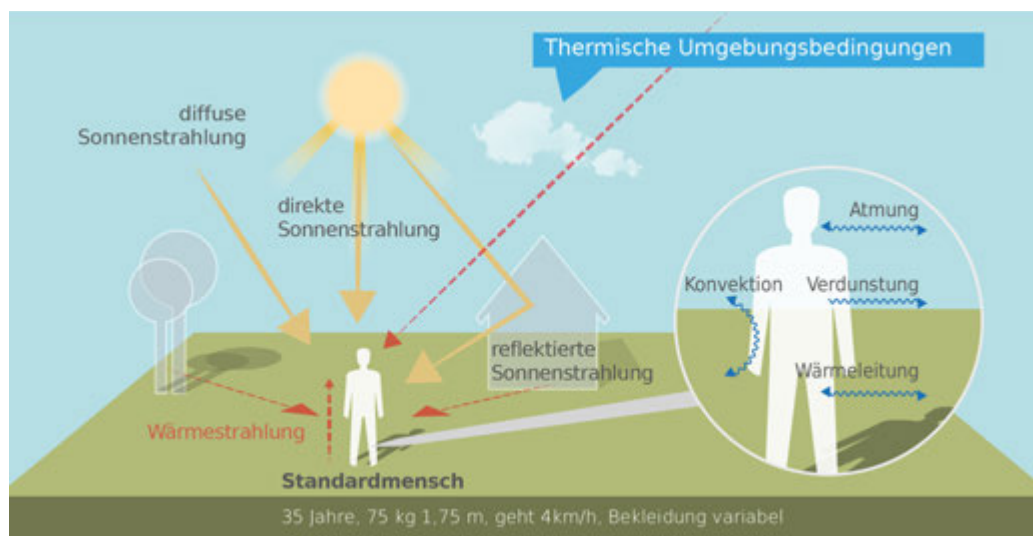 Thermische Umgebungsbedingungen
diffuse
Sonnenstrahlung
direkte
Sonnenstrahlung
Atmung
Konvektion
Verdunstung
reflektierte
Sonnenstrahlung
Wärmeleitung
Wärmestrahlung
Standardmensch
35 Jahre, 75 kg 1,75 m, geht 4km/h, Bekleidung variabel